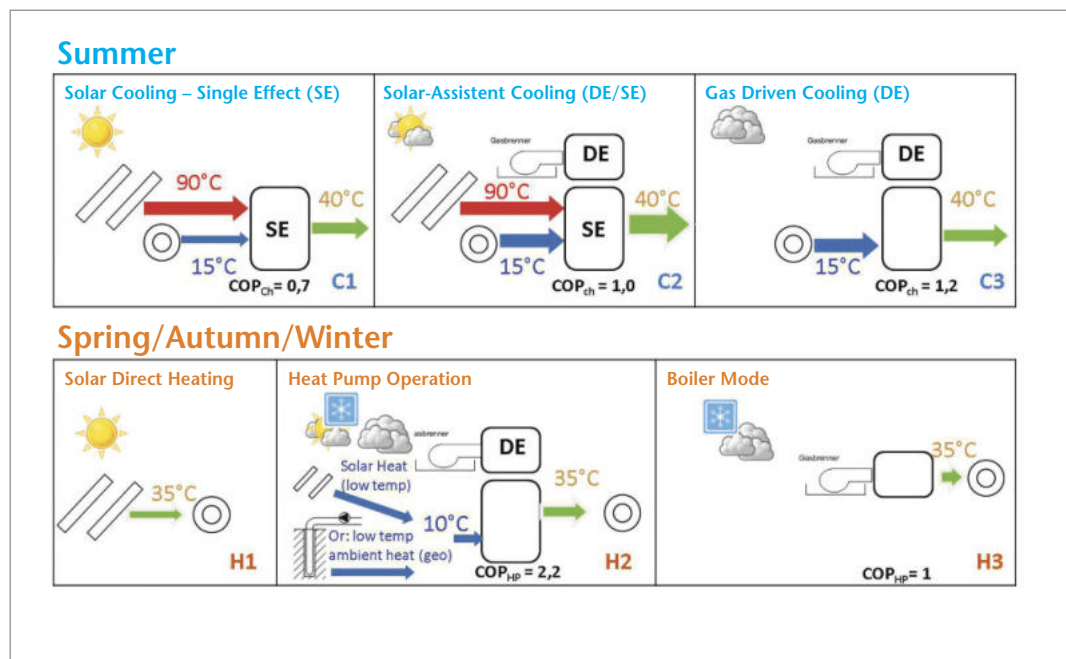 Summer
Solar Cooling – Single Effect (SE)
90°C
40°C
SE
15°C
COPCh= 0,7
C1
Solar-Assistent Cooling (DE/SE)
Gasbrenner
DE
90°C
40°C
SE
15°C
COPch= 1,0
C2
Gas Driven Cooling (DE)
Gasbrenner
DE
40°C
15°C
COPch= 1,2
C3
Spring/Autumn/Winter
Solar Direct Heating
35°C
H1
Heat Pump Operation
asbrenner
DE
Solar Heat
(low temp)
35°C
10°C
Or: low temp
ambient heat (geo)
COPHP = 2,2
H2
Boiler Mode
Gasbrenner
35°C
COPHP= 1
H3